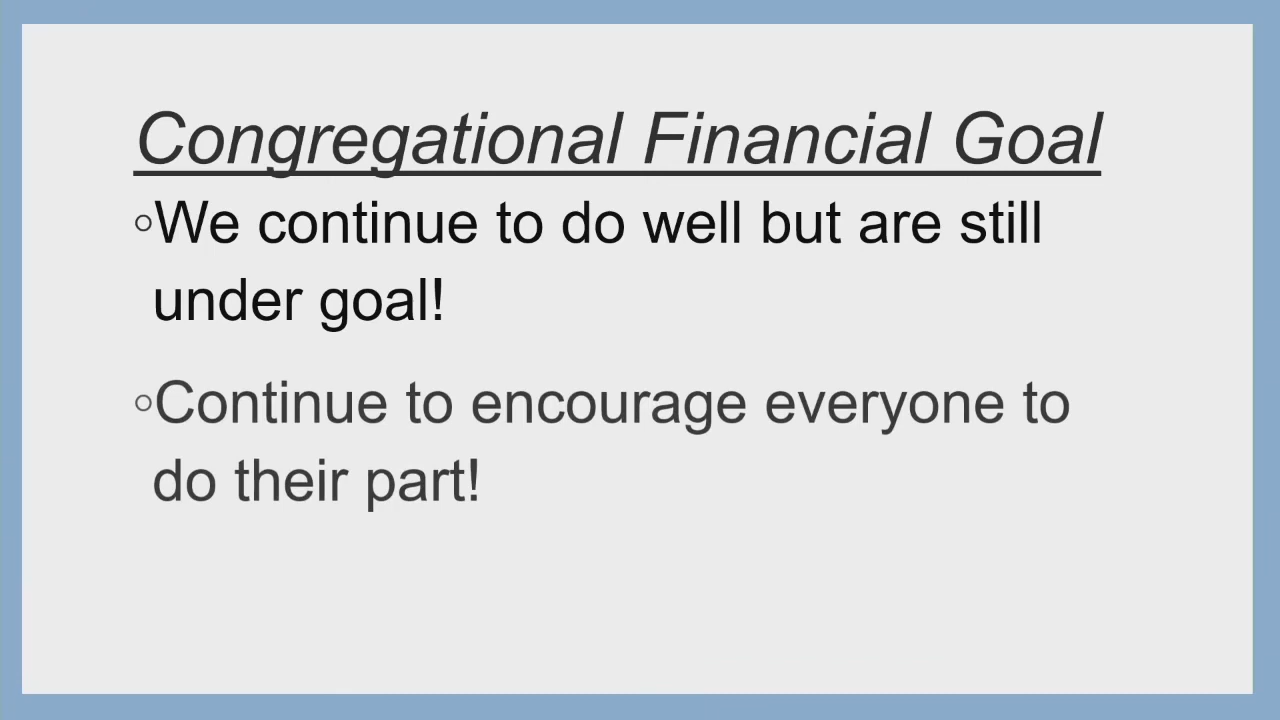 Congregational Financial Goal
◦We continue to do well but are still
under goal!
◦Continue to encourage everyone to
do their part!